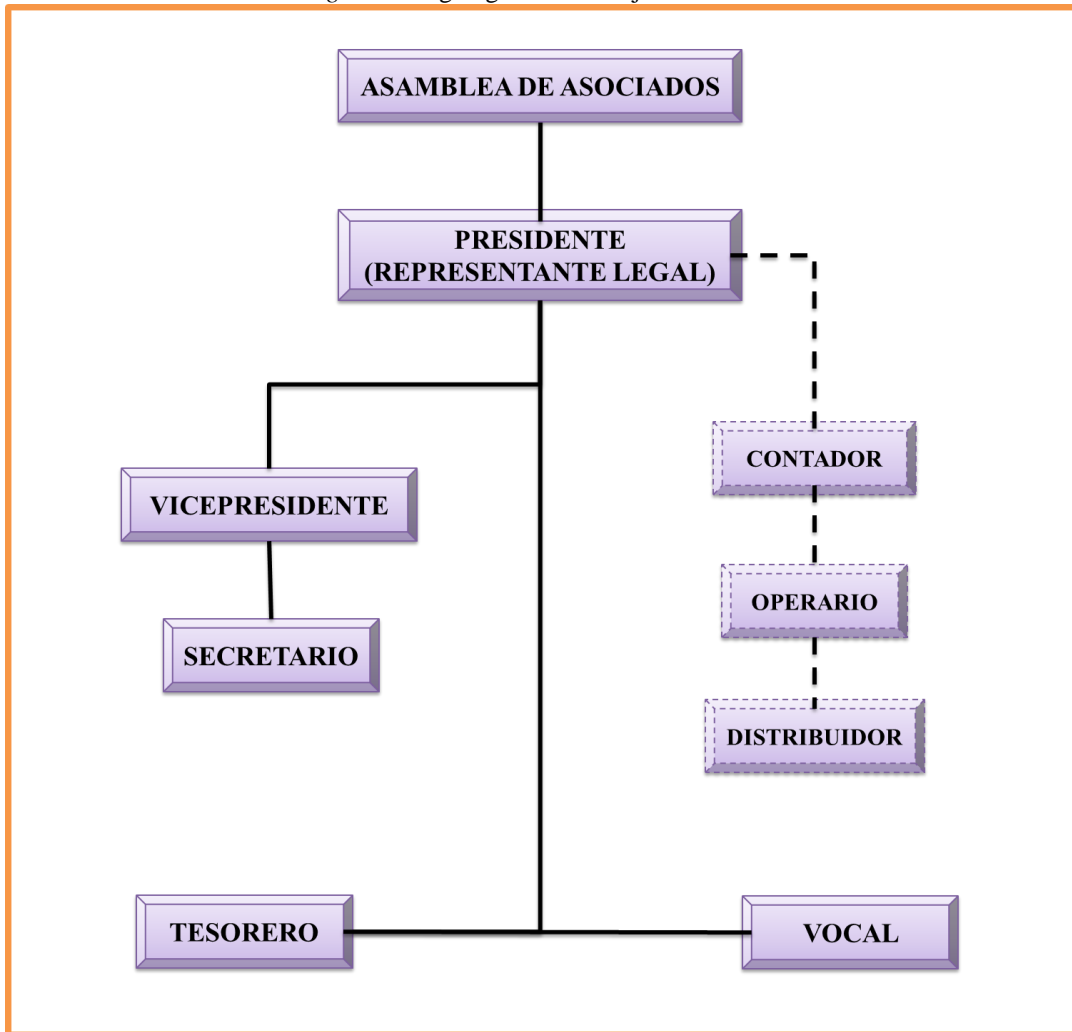 ASAMBLEA DE ASOCIADOS
PRESIDENTE
(REPRESENTANTE LEGAL)
CONTADOR
VICEPRESIDENTE
OPERARIO
SECRETARIO
DISTRIBUIDOR
TESORERO
VOCAL